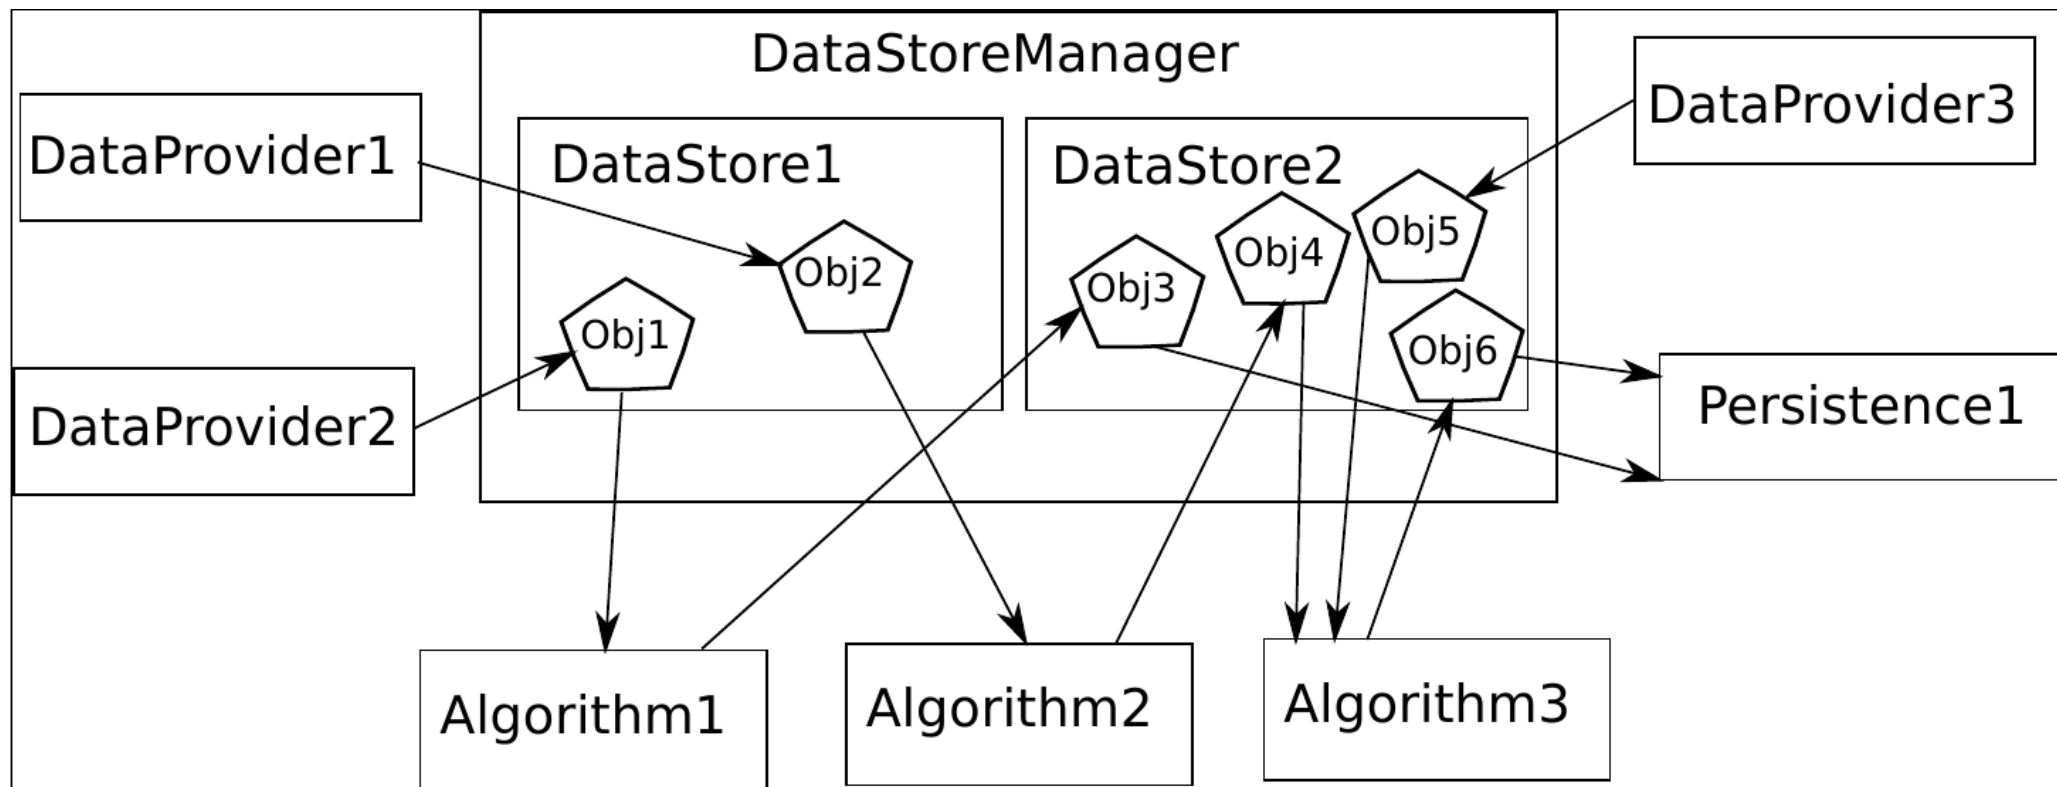 DataStoreManager
DataProvider3
DataProvider1
DataStore1
DataStore2
Obj5
Obj4
Obj2
Obj3
Obj1
Obj6
Persistence1
DataProvider2
Algorithm1
Algorithm2
Algorithm3